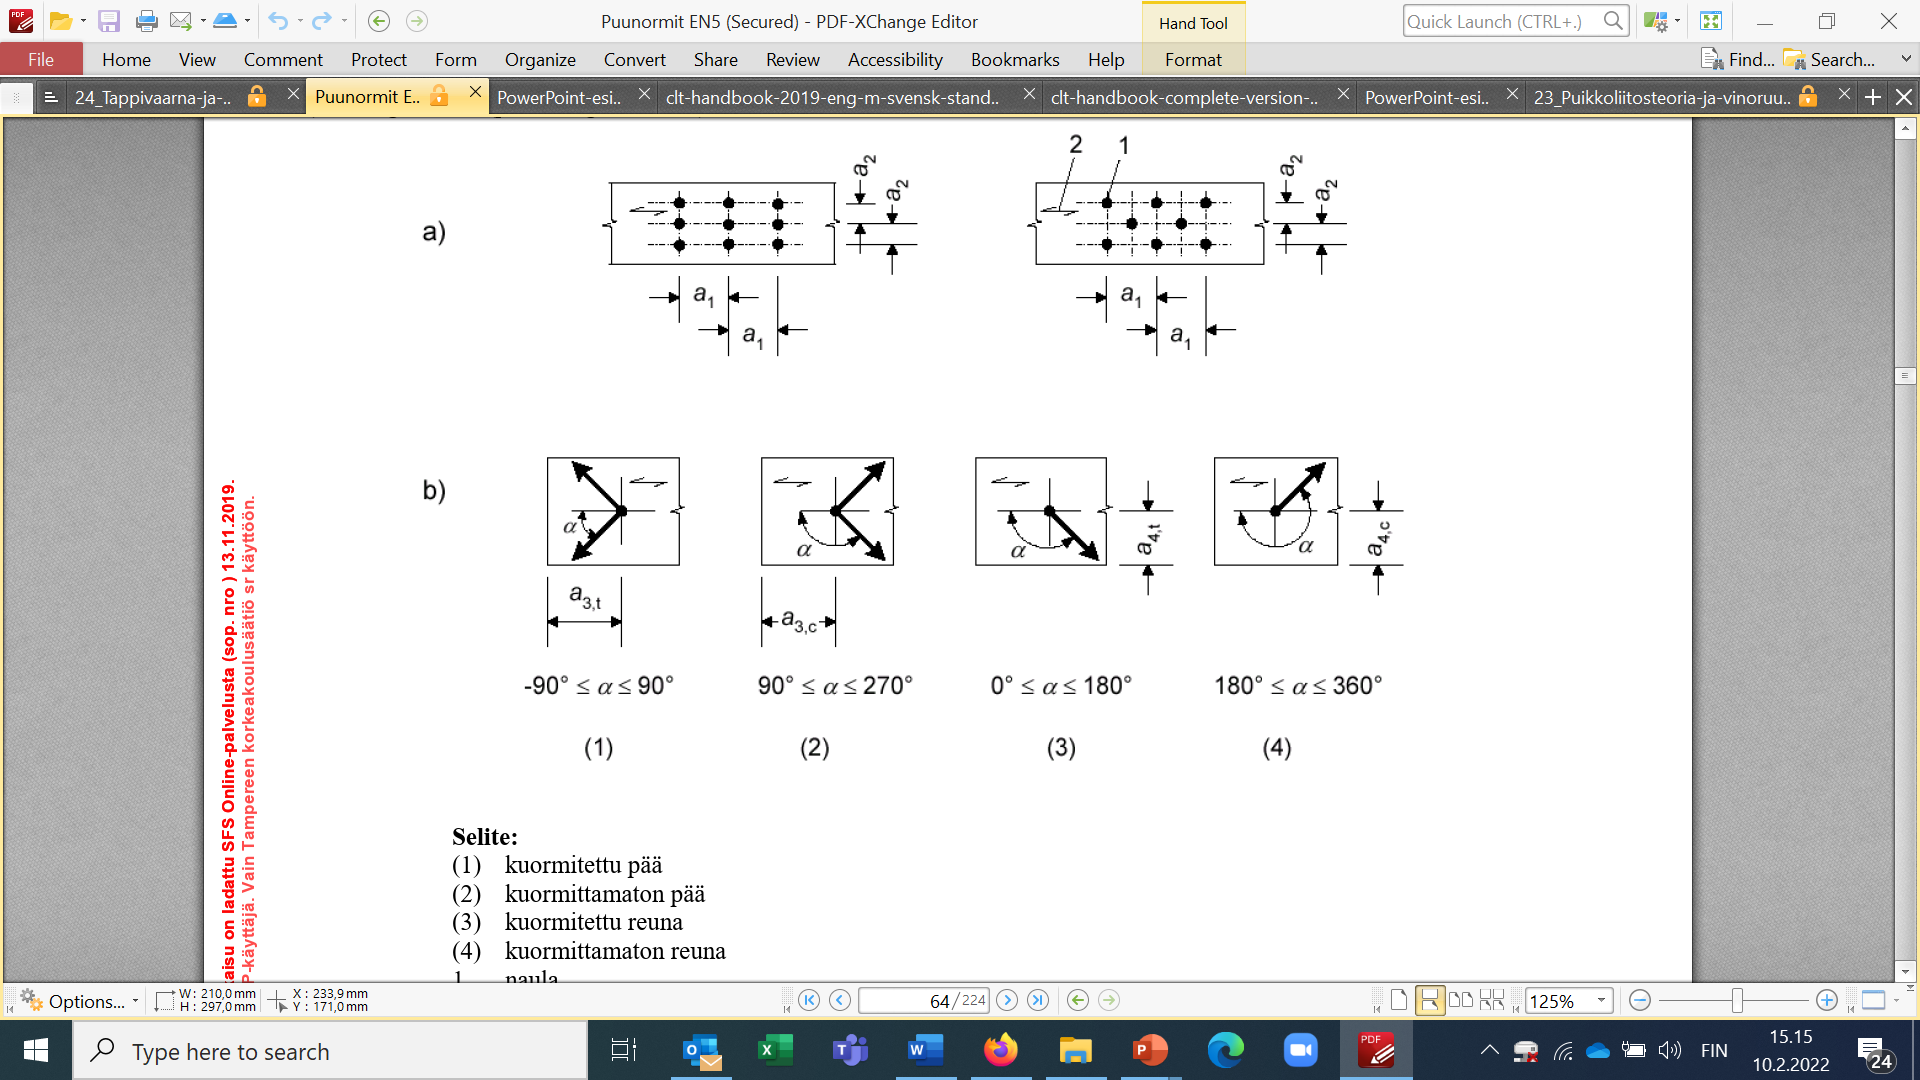 Puunormit EN5 (Secured) - PDF-XChange Editor
Hand Tool
Quick Launch (CTRL+.)
File
Home
View
Comment
Protect
Form
Organize
Convert
Share
Review
Accessibility
Bookmarks
Help
Format
Find...
Search...
24_Tappivaarna-ja-..
Puunormit E..
PowerPoint-esi..
clt-handbook-2019-eng-m-svensk-stand..
clt-handbook-complete-version-..
PowerPoint-esi..
23_Puikkoliitosteoria-ja-vinoruu..
2 1
a2 a2 a2 a2
a)
a1 a1
a1 a1
b)
α α α α
a4,t a4,c
a3,t a3,c
-90° ≤ α ≤ 90° 90° ≤ α ≤ 270° 0° ≤ α ≤ 180° 180° ≤ α ≤ 360°
(1) (2) (3) (4)
Selite:
(1) kuormitettu pää
(2) kuormittamaton pää
(3) kuormitettu reuna
(4) kuormittamaton reuna
1 naula
aisu on ladattu SFS Online-palvelusta (sop. nro ) 13.11.2019.
P-käyttäjä. Vain Tampereen korkeakoulusäätiö sr käyttöön.
Options...
W: 210,0 mm
H: 297,0 mm
X: 233,9 mm
Y: 171,0 mm
64 / 224
125%
Type here to search
FIN
15.15
10.2.2022
24